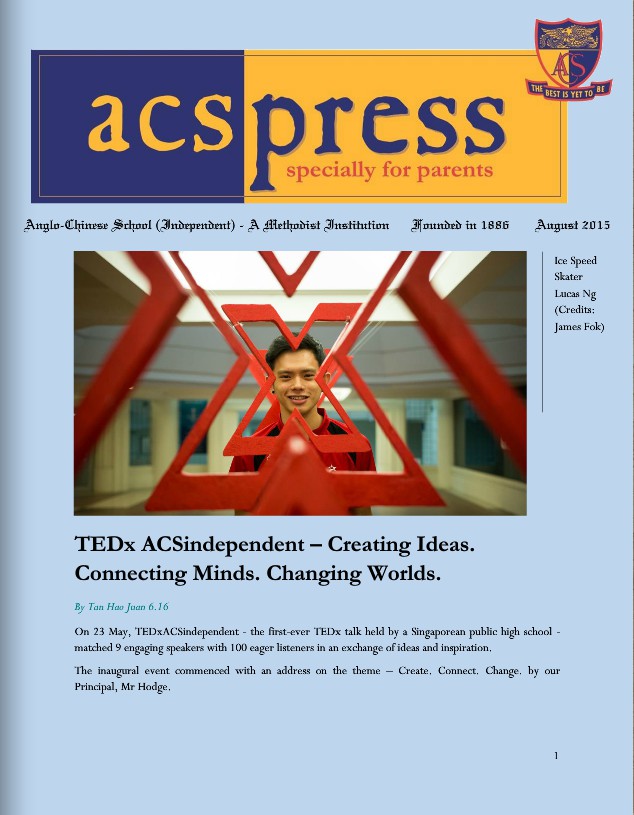 acspress
specially for parents
THE BEST IS YET TO BE
ACS
Anglo-Chinese School (Independent) - A Methodist Institution Founded in 1886 August 2015
Ice Speed
Skater
Lucas Ng
(Credits:
James Fok)
TEDx ACSindependent – Creating Ideas.
Connecting Minds. Changing Worlds.
By Tan Hao Juan 6.16
On 23 May, TEDxACSindependent - the first-ever TEDx talk held by a Singaporean public high school -
matched 9 engaging speakers with 100 eager listeners in an exchange of ideas and inspiration.
The inaugural event commenced with an address on the theme – Create. Connect. Change. by our
Principal, Mr Hodge.
1